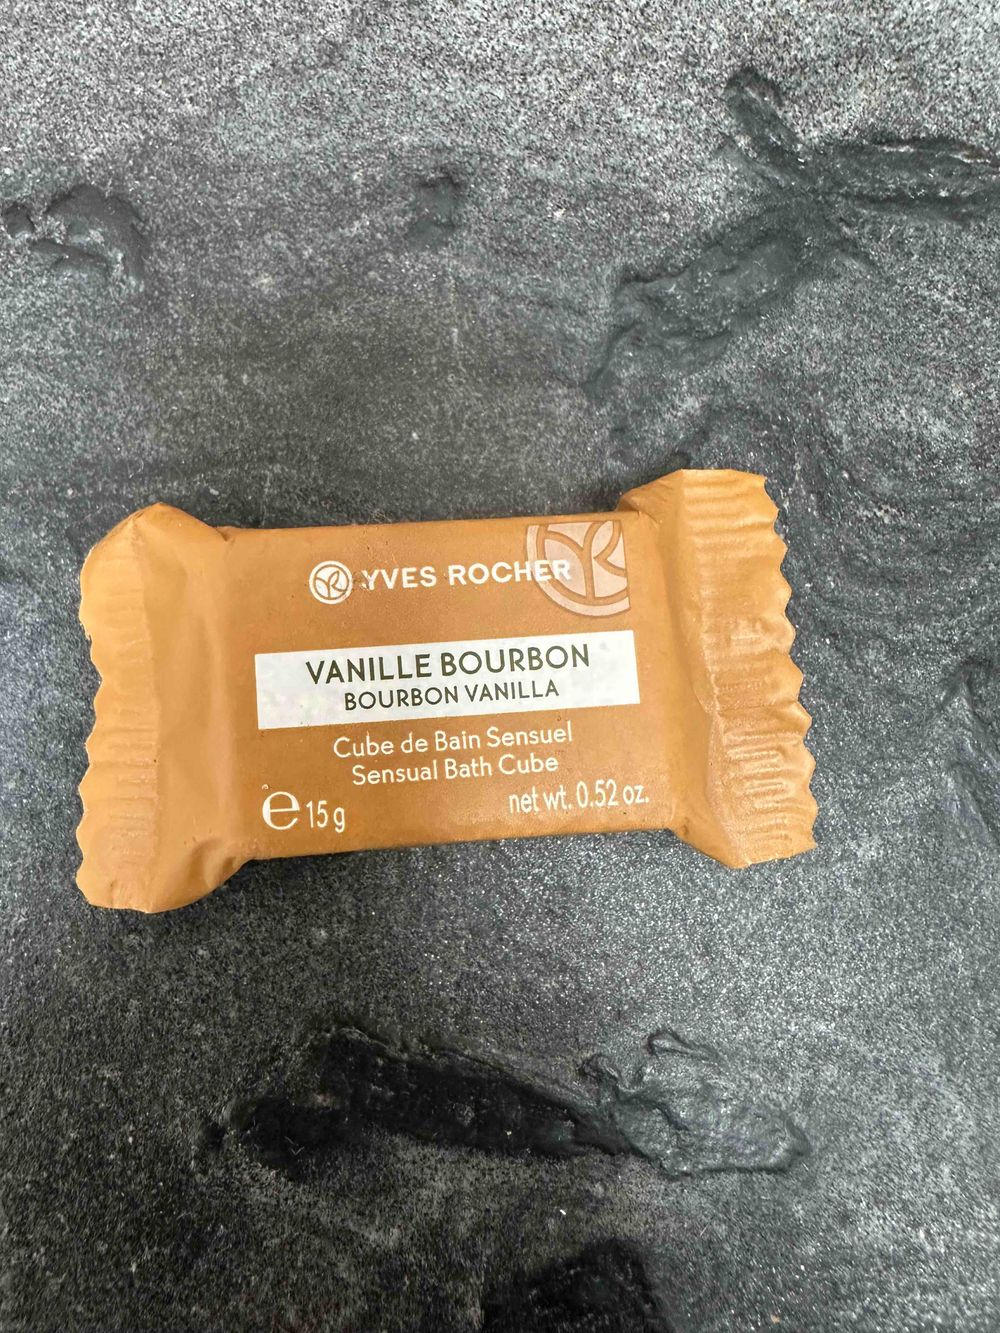 YVES ROCHER
VANILLE BOURBON
BOURBON VANILLA
Cube de Bain Sensuel
Sensual Bath Cube
e 15 g net wt. 0.52 oz.